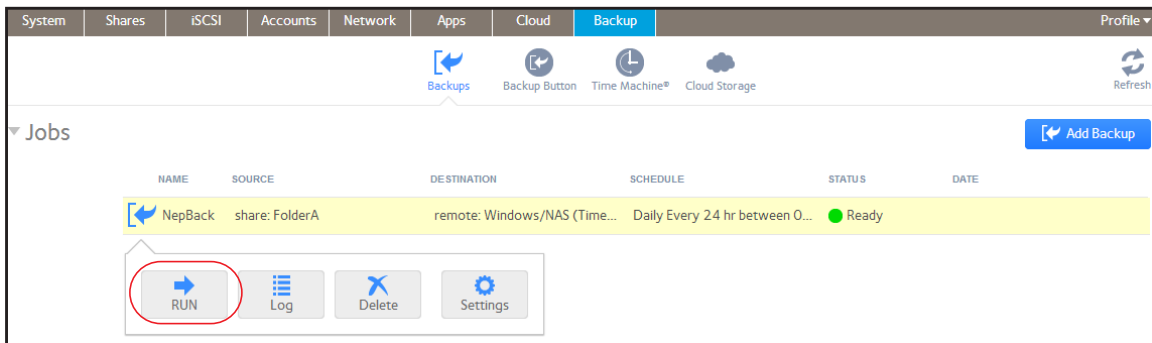 System Shares iSCSI Accounts Network Apps Cloud Backup Profile
Backups Backup Button Time Machine® Cloud Storage Refresh
Jobs Add Backup
NAME SOURCE DESTINATION SCHEDULE STATUS DATE
NepBack share: FolderA remote: Windows/NAS (Time... Daily Every 24 hr between 0... Ready
RUN Log Delete Settings